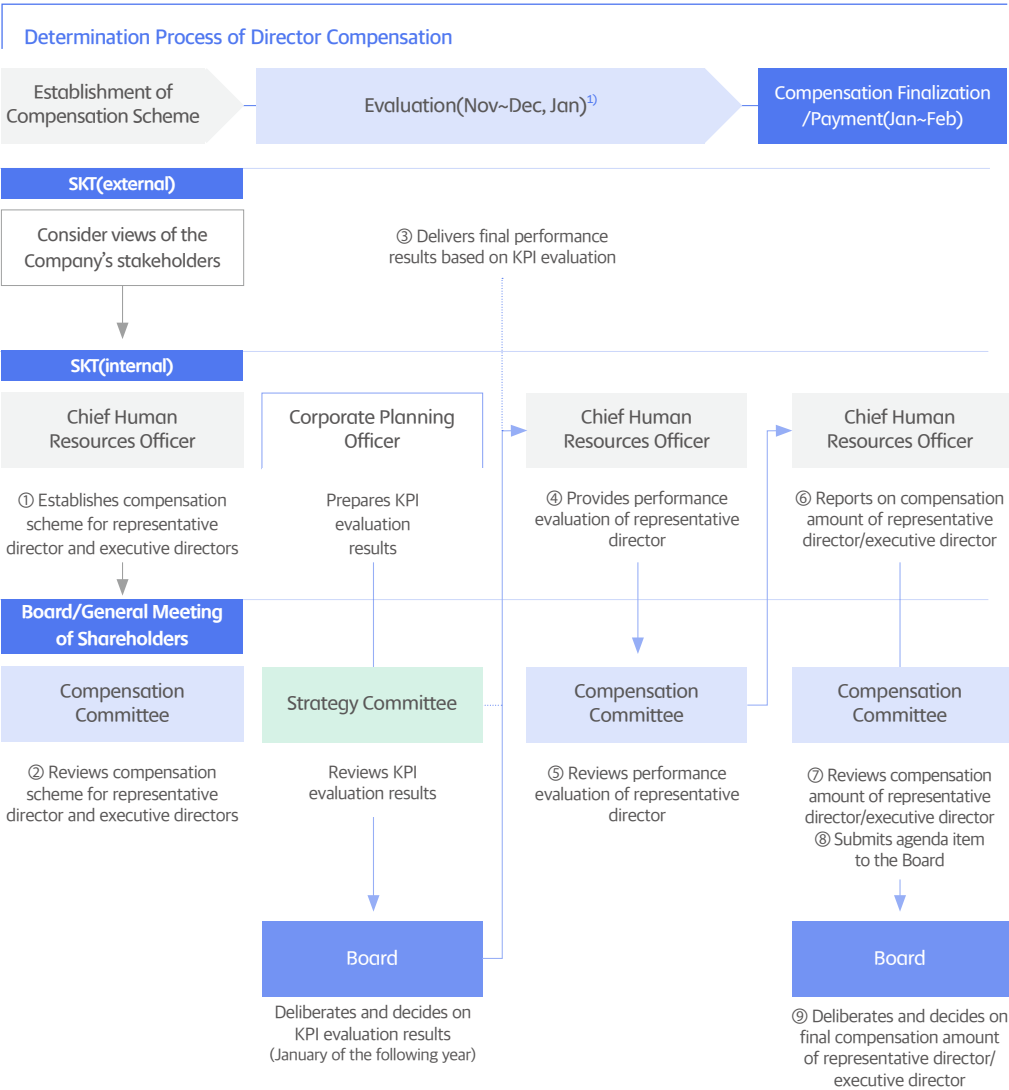 Determination Process of Director Compensation
Establishment of
Compensation Scheme
Evaluation(Nov~Dec, Jan)1)
Compensation Finalization
/Payment(Jan~Feb)
SKT(external)
Consider views of the
Company's stakeholders
③ Delivers final performance
results based on KPI evaluation
SKT(internal)
Chief Human
Resources Officer
Corporate Planning
Officer
Chief Human
Resources Officer
Chief Human
Resources Officer
① Establishes compensation
scheme for representative
director and executive directors
Prepares KPI
evaluation
results
④ Provides performance
evaluation of representative
director
⑥ Reports on compensation
amount of representative
director/executive director
Board/General Meeting
of Shareholders
Compensation
Committee
Strategy Committee
Compensation
Committee
Compensation
Committee
② Reviews compensation
scheme for representative
director and executive directors
Reviews KPI
evaluation results
⑤ Reviews performance
evaluation of representative
director
⑦ Reviews compensation
amount of representative
director/executive director
⑧ Submits agenda item
to the Board
Board
Deliberates and decides on
KPI evaluation results
(January of the following year)
Board
⑨ Deliberates and decides on
final compensation amount
of representative director/
executive director